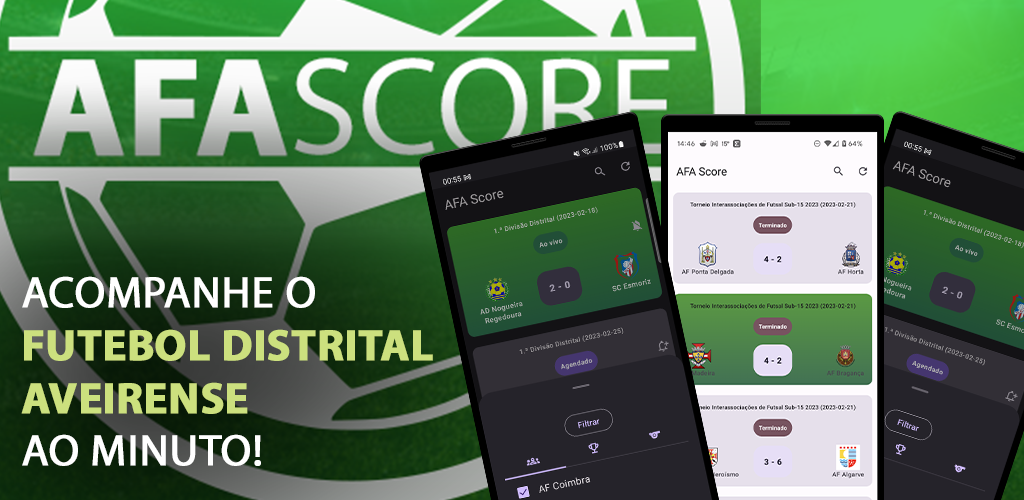 AFASCORE
ACOMPANHE O
FUTEBOL DISTRITAL
AVEIRENSE
AO MINUTO!
00:55
100%
AFA Score
1.ª Divisão Distrital (2023-02-18)
Ao vivo
AD Nogueira
Regedoura
2 - 0
SC Esmoriz
1.ª Divisão Distrital (2023-02-25)
Agendado
Filtrar
AF Coimbra
14:46
15°
64%
AFA Score
Torneio Interassociações de Futsal Sub-15 2023 (2023-02-21)
Terminado
AF Ponta Delgada
4 - 2
AF Horta
Torneio Interassociações de Futsal Sub-15 2023 (2023-02-21)
Terminado
4 - 2
AF Bragança
Torneio Interassociações de Futsal Sub-15 2023 (2023-02-21)
Terminado
3 - 6
AF Algarve
00:55
AFA Score
1.ª Divisão Distrital (2023-02-18)
Ao vivo
Nogueira
Regedoura
2 - 0
SC Esm
1.ª Divisão Distrital (2023-02-25)
Agendado
Filtrar